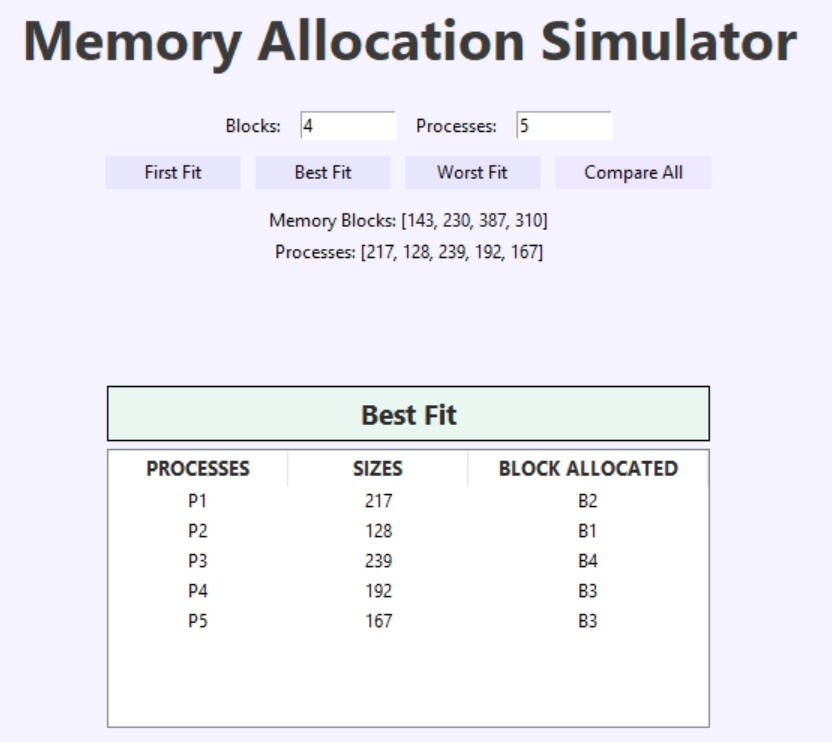 Memory Allocation Simulator
Blocks: 4 Processes: 5
First Fit Best Fit Worst Fit Compare All
Memory Blocks: [143, 230, 387, 310]
Processes: [217, 128, 239, 192, 167]
Best Fit
PROCESSES SIZES BLOCK ALLOCATED
P1 217 B2
P2 128 B1
P3 239 B4
P4 192 B3
P5 167 B3